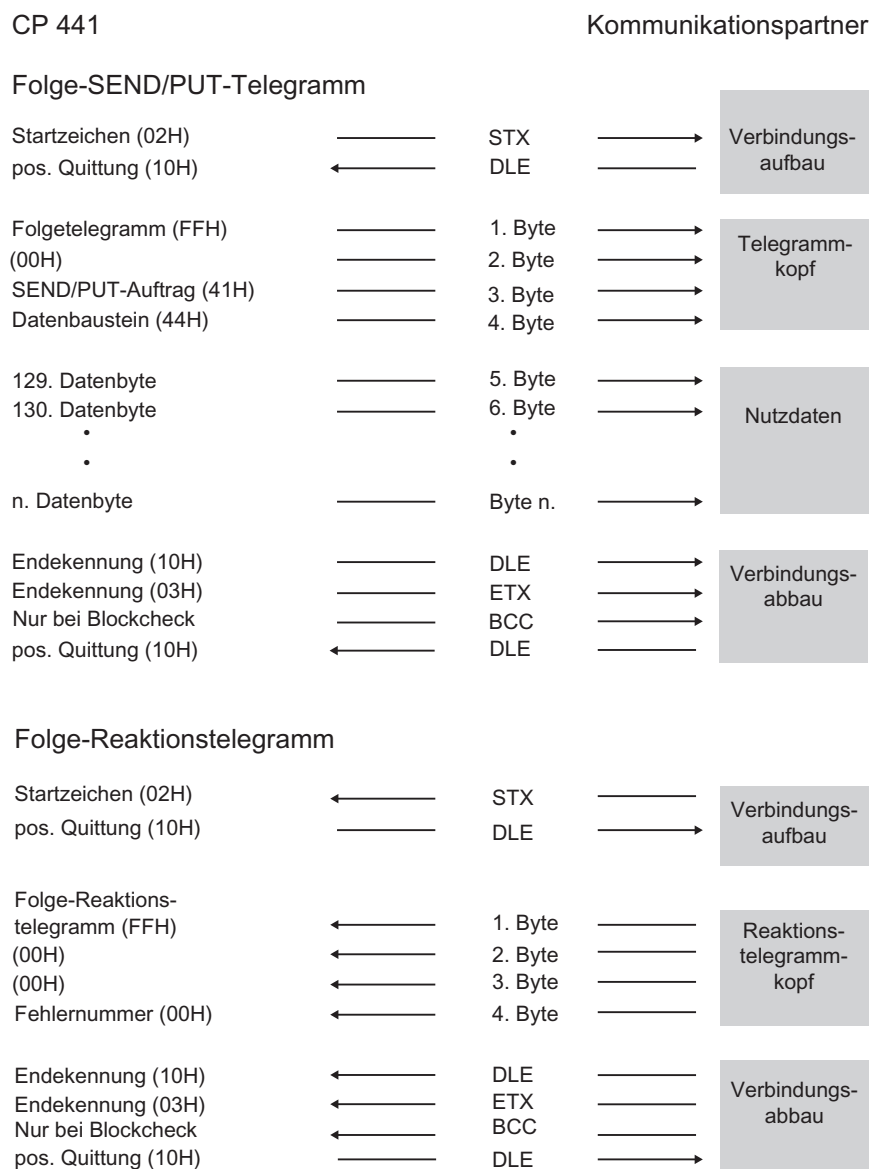 CP 441 Kommunikationspartner
Folge-SEND/PUT-Telegramm
Startzeichen (02H) STX Verbindungs-
pos. Quittung (10H) DLE aufbau
Folgetelegramm (FFH) 1. Byte Telegramm-
(00H) 2. Byte kopf
SEND/PUT-Auftrag (41H) 3. Byte
Datenbaustein (44H) 4. Byte
129. Datenbyte 5. Byte
130. Datenbyte 6. Byte Nutzdaten
• •
• •
n. Datenbyte Byte n.
Endekennung (10H) DLE Verbindungs-
Endekennung (03H) ETX abbau
Nur bei Blockcheck BCC
pos. Quittung (10H) DLE
Folge-Reaktionstelegramm
Startzeichen (02H) STX Verbindungs-
pos. Quittung (10H) DLE aufbau
Folge-Reaktions-
telegramm (FFH) 1. Byte Reaktions-
(00H) 2. Byte telegramm-
(00H) 3. Byte kopf
Fehlernummer (00H) 4. Byte
Endekennung (10H) DLE Verbindungs-
Endekennung (03H) ETX abbau
Nur bei Blockcheck BCC
pos. Quittung (10H) DLE